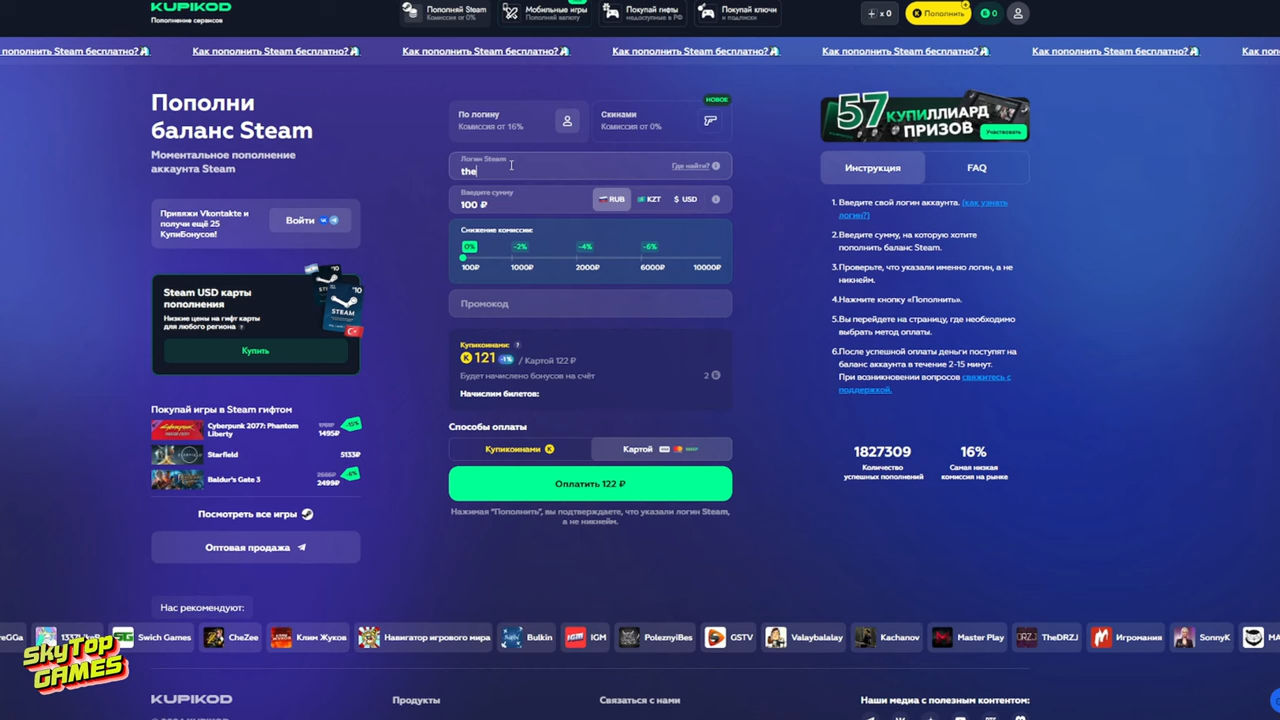 KUPIKOD
Пополнение сервисов
Пополняй Steam
Комиссия от 0%
Мобильные игры
Пополняй валюту
Покупай гифты
недоступные в РФ
Покупай ключи
и подписки
x 0
Пополнить
0
пополнить Steam бесплатно?
Как пополнить Steam бесплатно?
Как пополнить Steam бесплатно?
Как пополнить Steam бесплатно?
Как пополнить Steam бесплатно?
Как пополнить Steam бесплатно?
Как поп
Пополни
баланс Steam
Моментальное пополнение
аккаунта Steam
Привяжи Vkontakte и
получи ещё 25
КупиБонусов!
Войти
Steam USD карты
пополнения
Низкие цены на гифт карты
для любого региона
STEAM
Купить
Покупай игры в Steam гифтом
Cyberpunk 2077: Phantom
Liberty
1495₽
Starfield
5133₽
Baldur's Gate 3
2499₽
Посмотреть все игры
Оптовая продажа
По логину
Комиссия от 16%
НОВОЕ
Скинами
Комиссия от 0%
Логин Steam
the
Где найти?
Введите сумму
100 ₽
RUB
KZT
$ USD
Снижение комиссии:
0%
-2%
-4%
-6%
100₽
1000₽
2000₽
6000₽
10000₽
Промокод
Купикоинами: ?
К 121 -1% / Картой 122 ₽
Будет начислено бонусов на счёт
2
Начислим билетов:
Способы оплаты
Купикоинами
Картой
Оплатить 122 ₽
Нажимая "Пополнить", вы подтверждаете, что указали логин Steam,
а не никнейм.
57 КУПИЛЛИАРД
ПРИЗОВ
Участвовать
Инструкция
FAQ
1. Введите свой логин аккаунта. (как узнать
логин?)
2.Введите сумму, на которую хотите
пополнить баланс Steam.
3.Проверьте, что указали именно логин, а не
никнейм.
4.Нажмите кнопку «Пополнить».
5.Вы перейдете на страницу, где необходимо
выбрать метод оплаты.
6.После успешной оплаты деньги поступят на
баланс аккаунта в течение 2-15 минут.
При возникновении вопросов свяжитесь с
поддержкой.
1827309
Количество
успешных пополнений
16%
Самая низкая
комиссия на рынке
Нас рекомендуют:
Swich Games
CheZee
Клим Жуков
Навигатор игрового мира
Bulkin
IGM
PoleznyiBes
GSTV
Valaybalalay
Kachanov
Master Play
TheDRZJ
Игромания
SonnyK
SKYTOP
GAMES
KUPIKOD
Продукты
Связаться с нами
Наши медиа с полезным контентом: